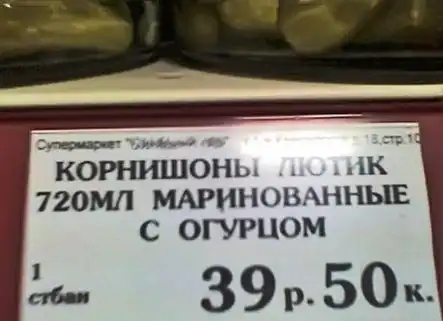 Супермаркет
КОРНИШОНЫ ЛЮТИК
720МЛ МАРИНОВАННЫЕ
С ОГУРЦОМ
1
стбан
39р.50к.